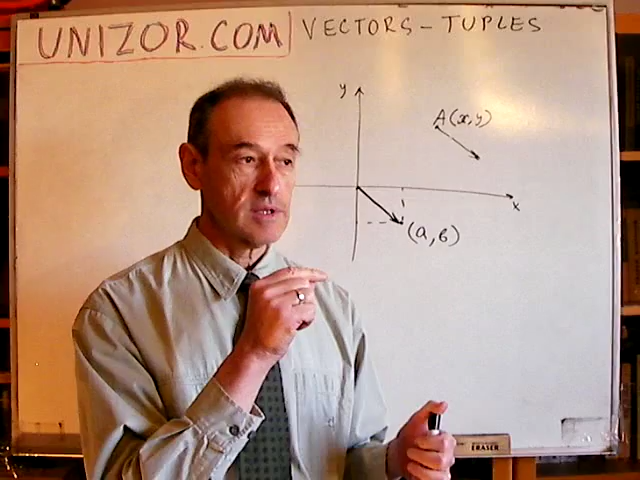 UNIZOR.COM VECTORS - TUPLES
y
A(x,y)
x
(a,b)
ERASER